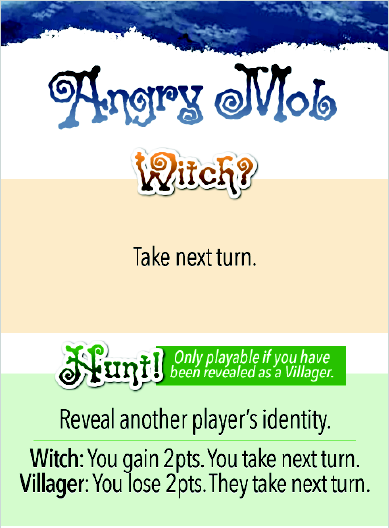 Angry Mob
Witch?
Take next turn.
Hunt!
Only playable if you have
been revealed as a Villager.
Reveal another player's identity.
Witch: You gain 2pts. You take next turn.
Villager: You lose 2pts. They take next turn.